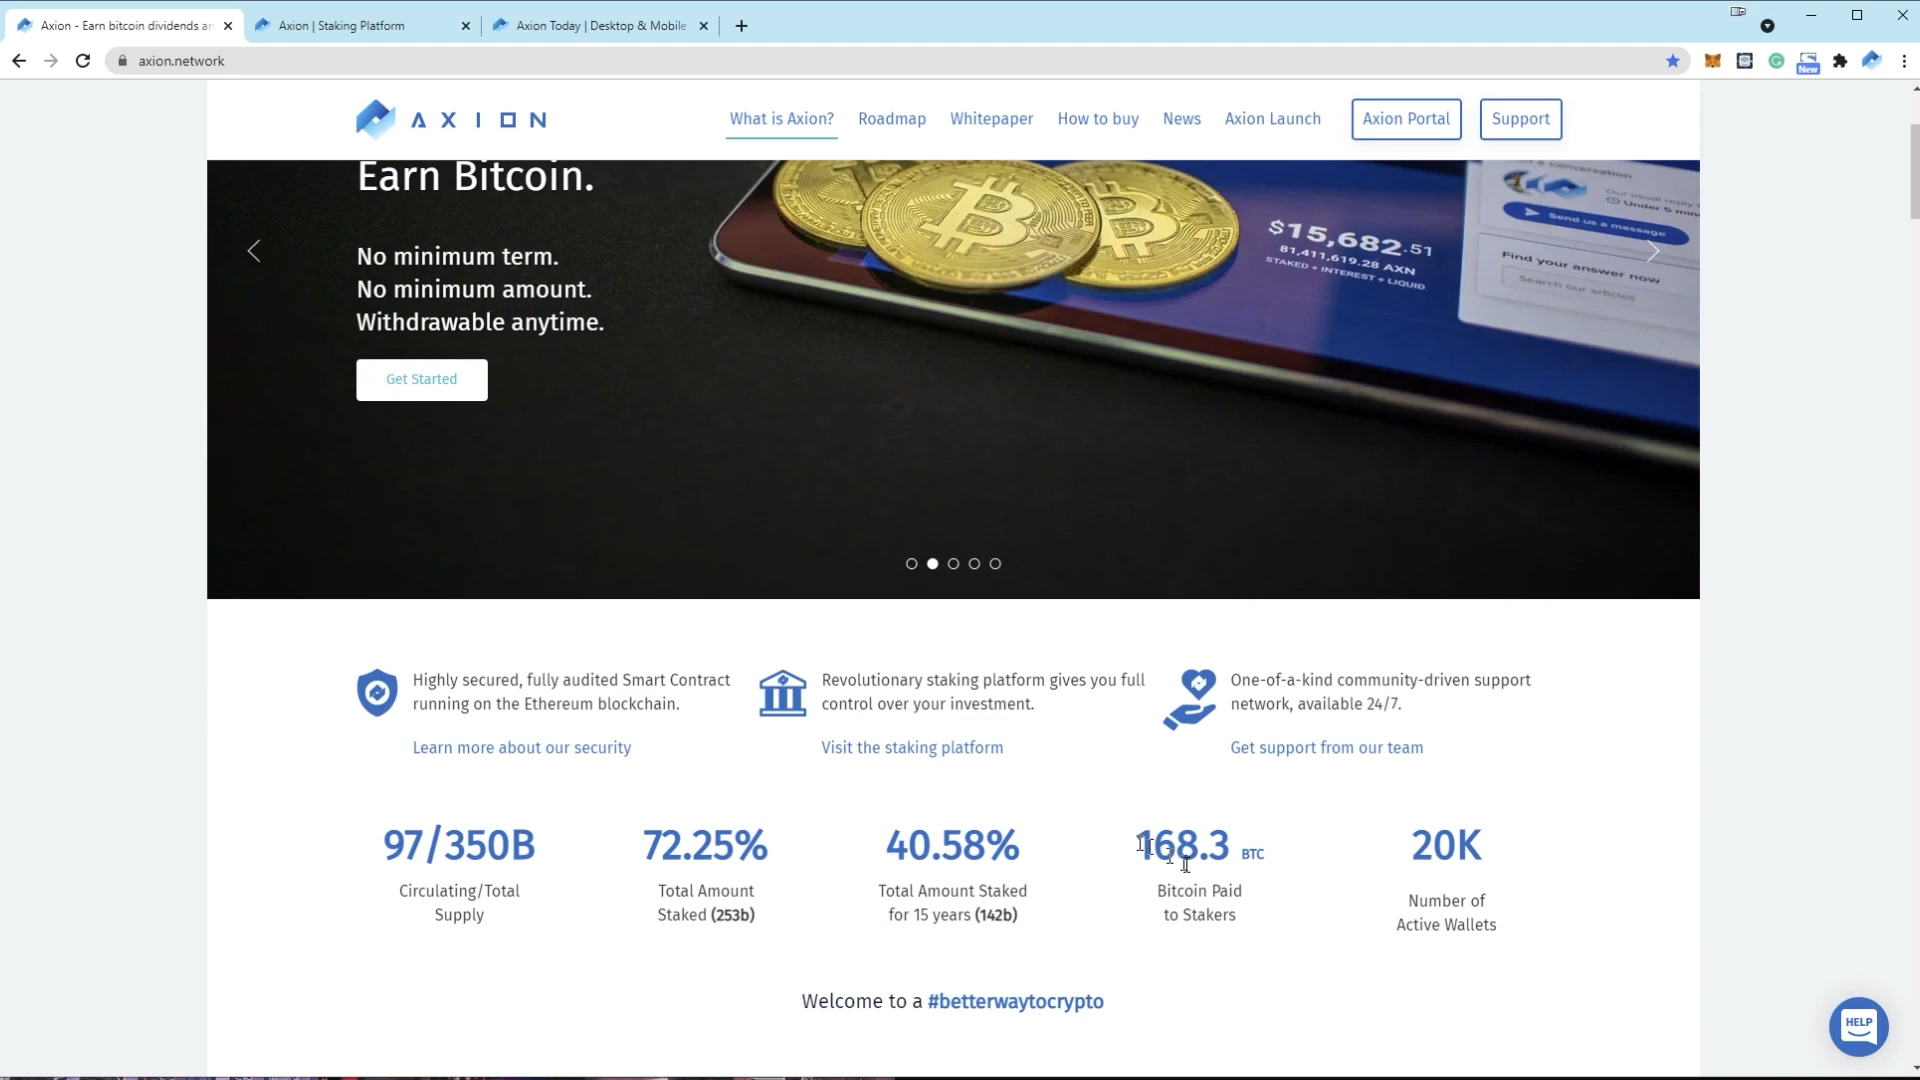 Axion - Earn bitcoin dividends an
Axion | Staking Platform
Axion Today | Desktop & Mobile
axion.network
New
AXION
What is Axion?
Roadmap
Whitepaper
How to buy
News
Axion Launch
Axion Portal
Support
Earn Bitcoin.
No minimum term.
No minimum amount.
Withdrawable anytime.
Get Started
$15,682.51
81,411,619.28 AXN
STAKED + INTEREST + LIQUID
Send us a message
Find your answer now
Search our articles
Highly secured, fully audited Smart Contract
running on the Ethereum blockchain.
Learn more about our security
Revolutionary staking platform gives you full
control over your investment.
Visit the staking platform
One-of-a-kind community-driven support
network, available 24/7.
Get support from our team
97/350B
Circulating/Total
Supply
72.25%
Total Amount
Staked (253b)
40.58%
Total Amount Staked
for 15 years (142b)
168.3 BTC
Bitcoin Paid
to Stakers
20K
Number of
Active Wallets
Welcome to a #betterwaytocrypto
HELP